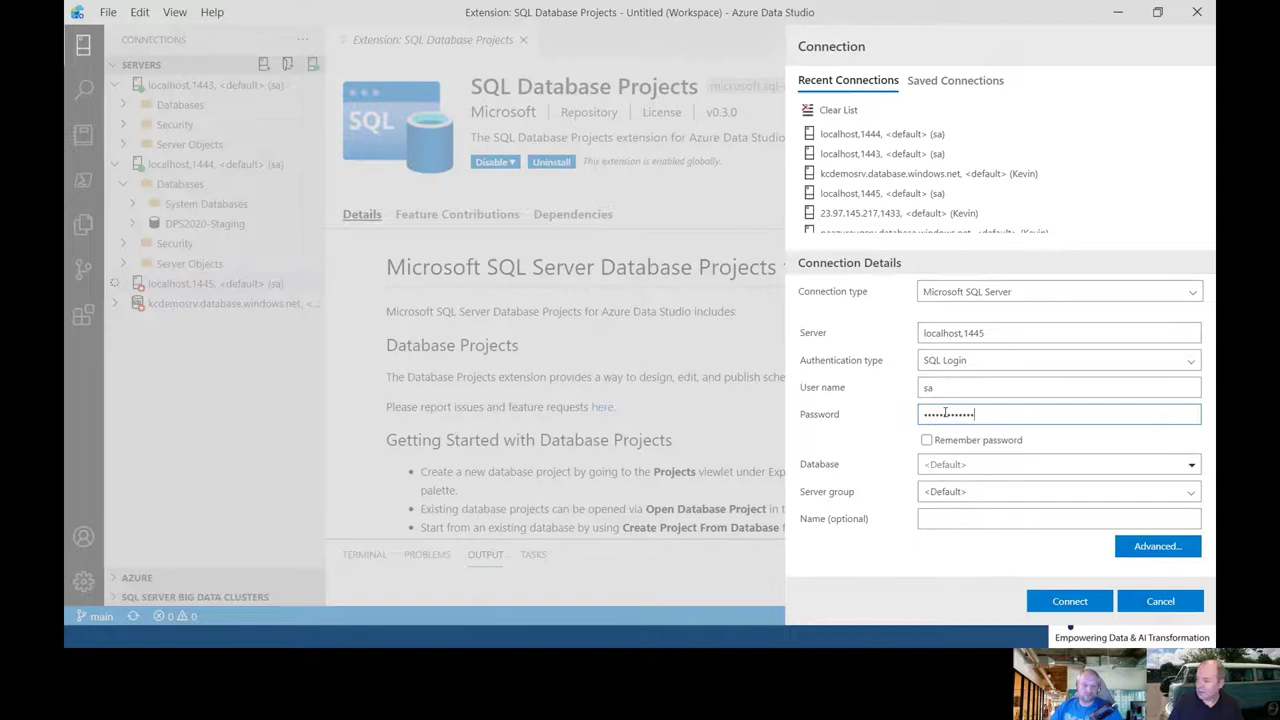 File Edit View Help
Extension: SQL Database Projects - Untitled (Workspace) - Azure Data Studio
CONNECTIONS
SERVERS
localhost,1443, <default> (sa)
Databases
Security
Server Objects
localhost,1444, <default> (sa)
Databases
System Databases
DPS2020-Staging
Security
Server Objects
localhost,1445, <default> (sa)
kcdemosrv.database.windows.net, <...
AZURE
SQL SERVER BIG DATA CLUSTERS
main 0 0
Extension: SQL Database Projects
SQL
SQL Database Projects
microsoft.sql-
Microsoft Repository License v0.3.0
The SQL Database Projects extension for Azure Data Studio
Disable Uninstall This extension is enabled globally.
Details Feature Contributions Dependencies
Microsoft SQL Server Database Projects
Microsoft SQL Server Database Projects for Azure Data Studio includes:
Database Projects
The Database Projects extension provides a way to design, edit, and publish sche
Please report issues and feature requests here.
Getting Started with Database Projects
• Create a new database project by going to the Projects viewlet under Exp
palette.
• Existing database projects can be opened via Open Database Project in t
• Start from an existing database by using Create Project From Database f
TERMINAL PROBLEMS OUTPUT TASKS
Connection
Recent Connections Saved Connections
Clear List
localhost,1444, <default> (sa)
localhost,1443, <default> (sa)
kcdemosrv.database.windows.net, <default> (Kevin)
localhost,1445, <default> (sa)
23.97.145.217,1433, <default> (Kevin)
Connection Details
Connection type Microsoft SQL Server
Server localhost,1445
Authentication type SQL Login
User name sa
Password
Remember password
Database <Default>
Server group <Default>
Name (optional)
Advanced...
Connect Cancel
Empowering Data & AI Transformation